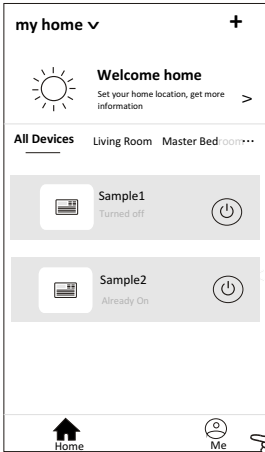 my home
Welcome home
Set your home location, get more
information
All Devices Living Room Master Bedroom...
Sample1
Turned off
Sample2
Already On
Home Me